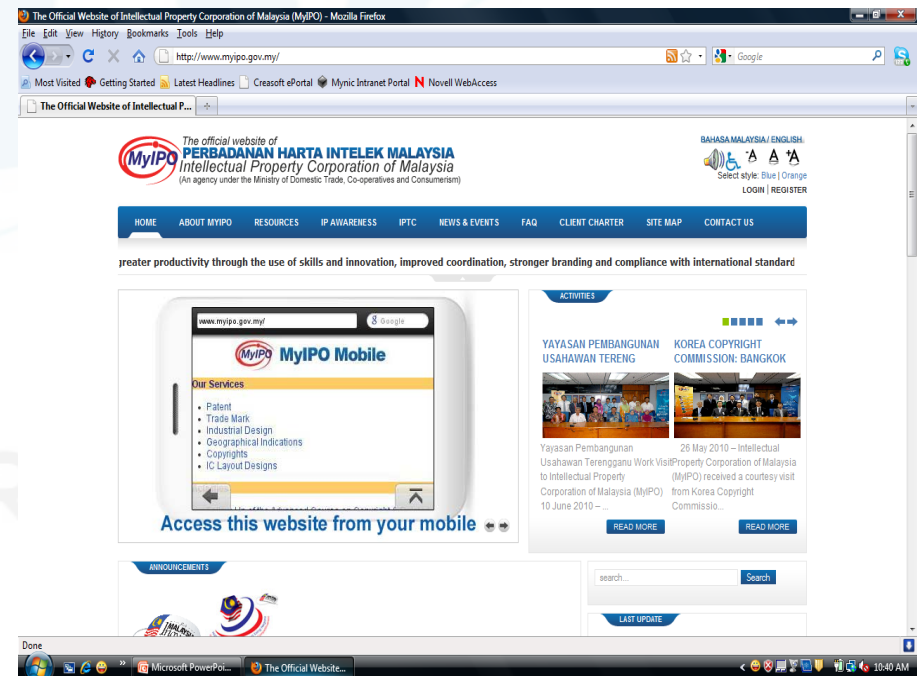 The Official Website of Intellectual Property Corporation of Malaysia (MyIPO) - Mozilla Firefox
File Edit View History Bookmarks Tools Help
http://www.myipo.gov.my/
Google
Most Visited Getting Started Latest Headlines Creasoft ePortal Mynic Intranet Portal Novell WebAccess
The Official Website of Intellectual P...
The official website of
MyIPO PERBADANAN HARTA INTELEK MALAYSIA
Intellectual Property Corporation of Malaysia
(An agency under the Ministry of Domestic Trade, Co-operatives and Consumerism)
BAHASA MALAYSIA / ENGLISH
-A A +A
Select style: Blue | Orange
LOGIN | REGISTER
HOME ABOUT MYIPO RESOURCES IP AWARENESS IPTC NEWS & EVENTS FAQ CLIENT CHARTER SITE MAP CONTACT US
greater productivity through the use of skills and innovation, improved coordination, stronger branding and compliance with international standard
www.myipo.gov.my/
Google
MyIPO MyIPO Mobile
Our Services
• Patent
• Trade Mark
• Industrial Design
• Geographical Indications
• Copyrights
• IC Layout Designs
Access this website from your mobile
ACTIVITIES
YAYASAN PEMBANGUNAN
USAHAWAN TERENG
Yayasan Pembangunan
Usahawan Terengganu Work Visit
to Intellectual Property
Corporation of Malaysia (MyIPO)
10 June 2010 – ...
READ MORE
KOREA COPYRIGHT
COMMISSION: BANGKOK
26 May 2010 – Intellectual
Property Corporation of Malaysia
(MyIPO) received a courtesy visit
from Korea Copyright
Commissio...
READ MORE
ANNOUNCEMENTS
search...
Search
LAST UPDATE
Done
Microsoft PowerPoi...
The Official Website...
10:40 AM